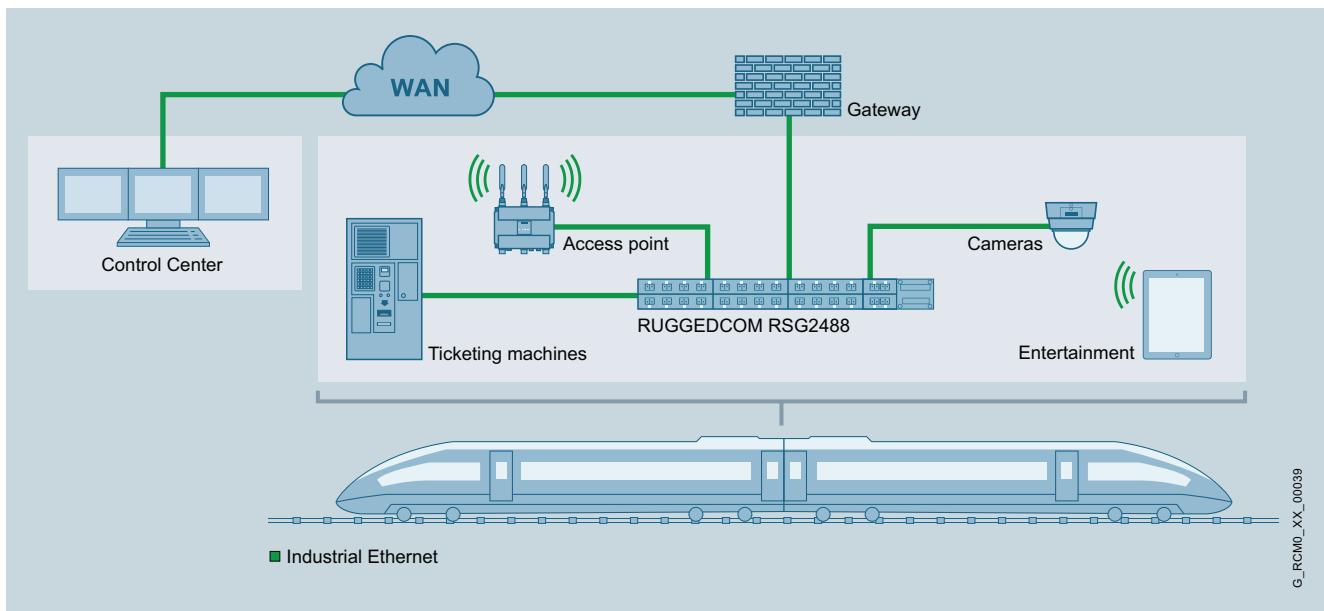 WAN
Gateway
Control Center
Access point
Cameras
RUGGEDCOM RSG2488
Ticketing machines
Entertainment
Industrial Ethernet
G_RCM0_XX_00039